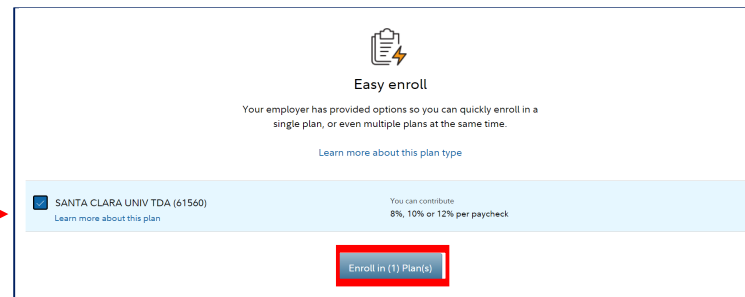 Easy enroll
Your employer has provided options so you can quickly enroll in a
single plan, or even multiple plans at the same time.
Learn more about this plan type
SANTA CLARA UNIV TDA (61560)
Learn more about this plan
You can contribute
8%, 10% or 12% per paycheck
Enroll in (1) Plan(s)